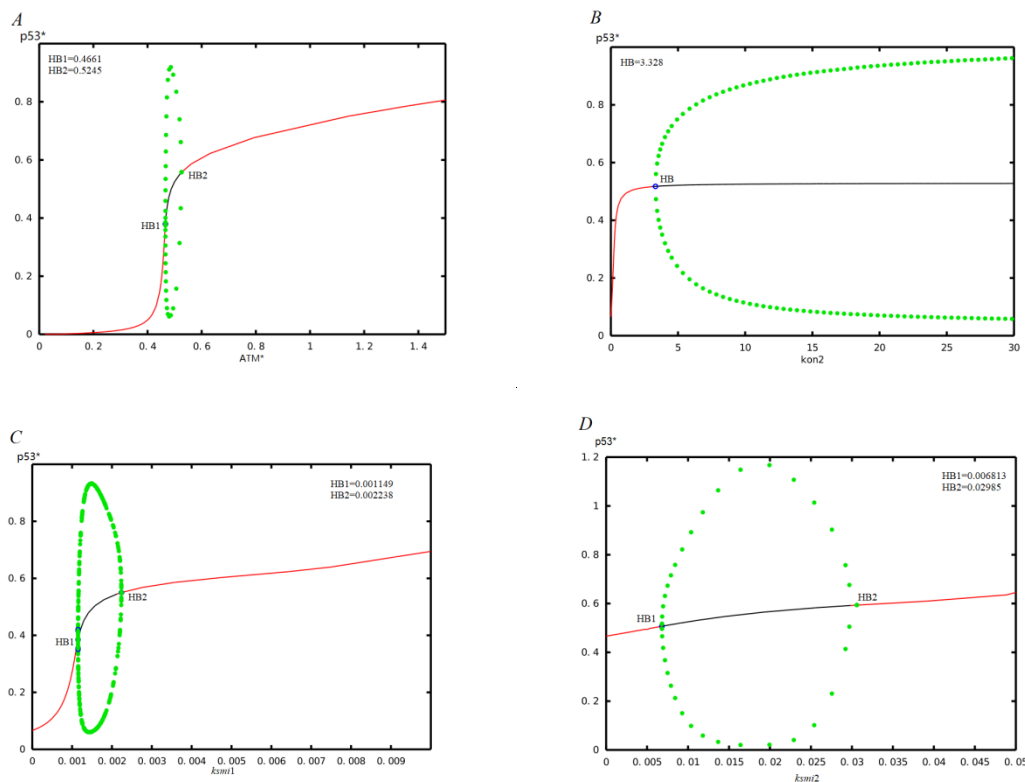 A
p53*
HB1=0.4661
HB2=0.5245
0.8
0.6
0.4
0.2
0
HB2
HB1
0 0.2 0.4 0.6 0.8 1 1.2 1.4
ATM*
B
p53*
HB=3.328
0.8
0.6
0.4
0.2
0
HB
0 5 10 15 20 25 30
kon2
C
p53*
HB1=0.001149
HB2=0.002238
0.8
0.6
0.4
0.2
0
HB2
HB1
0 0.001 0.002 0.003 0.004 0.005 0.006 0.007 0.008 0.009
ksmi1
D
p53*
HB1=0.006813
HB2=0.02985
1.2
1
0.8
0.6
0.4
0.2
0
HB1
HB2
0 0.005 0.01 0.015 0.02 0.025 0.03 0.035 0.04 0.045 0.05
ksmi2